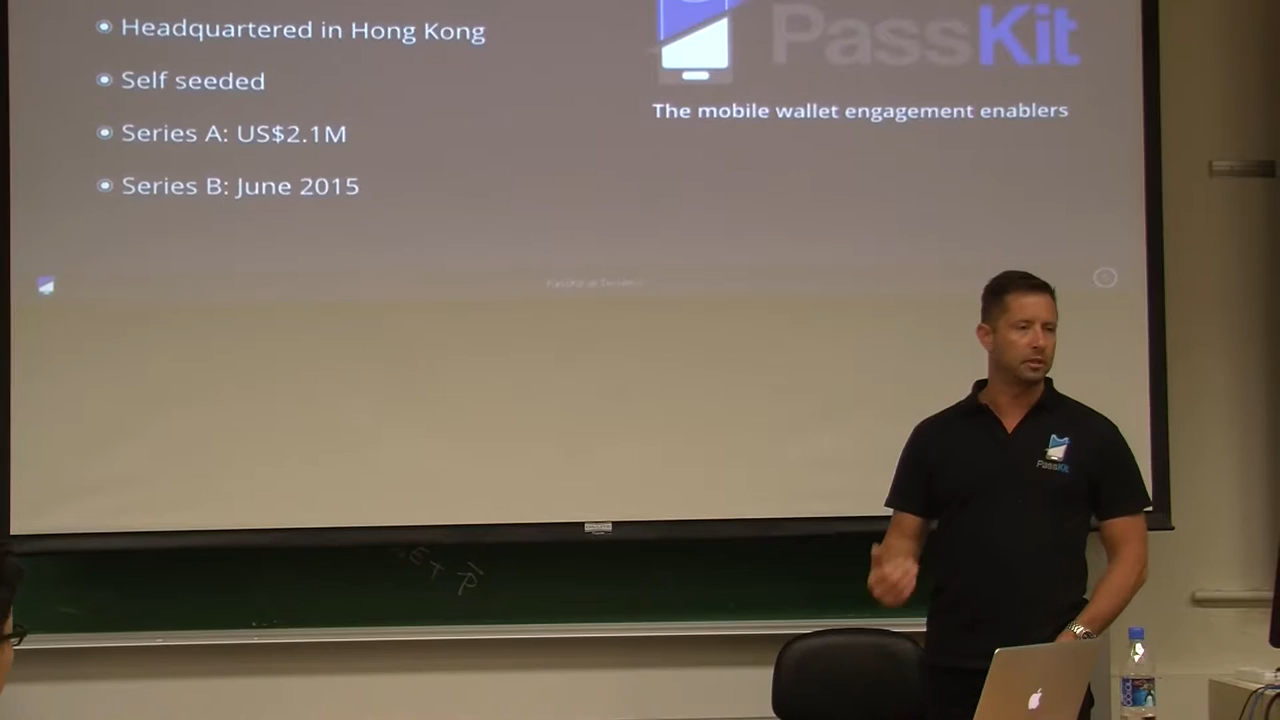 Headquartered in Hong Kong
Self seeded
Series A: US$2.1M
Series B: June 2015
PassKit
The mobile wallet engagement enablers
PassKit